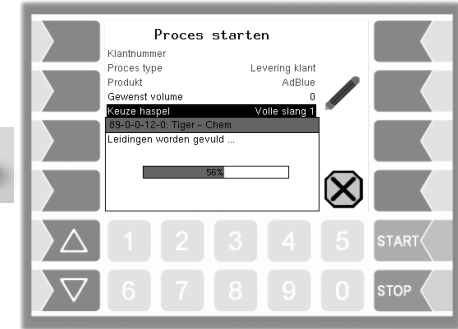 Proces starten
Klantnummer
Proces type Levering klant
Produkt AdBlue
Gewenst volume 0
Keuze haspel Volle slang 1
89-0-0-12-0: Tiger - Chem
Leidingen worden gevuld ...
56%
1 2 3 4 5 START
6 7 8 9 0 STOP